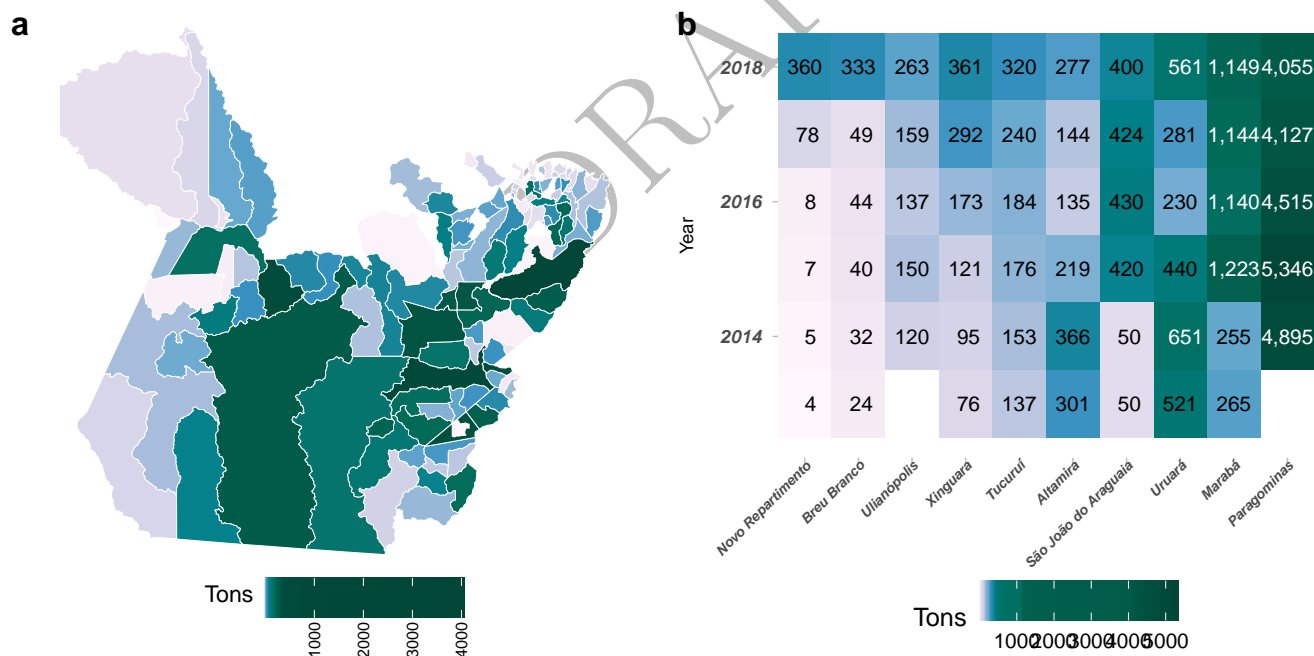 a
Tons
1000
2000
3000
4000
b
DRA
Year
2018 360 333 263 361 320 277 400 561 1,149 4,055
78 49 159 292 240 144 424 281 1,144 4,127
2016 8 44 137 173 184 135 430 230 1,140 4,515
7 40 150 121 176 219 420 440 1,223 5,346
2014 5 32 120 95 153 366 50 651 255 4,895
4 24 76 137 301 50 521 265
Novo Repartimento
Breu Branco
Ulianópolis
Xinguara
Tucuruí
Altamira
São João do Araguaia
Uruará
Marabá
Paragominas
Tons
1000 2000 3000 4000 5000